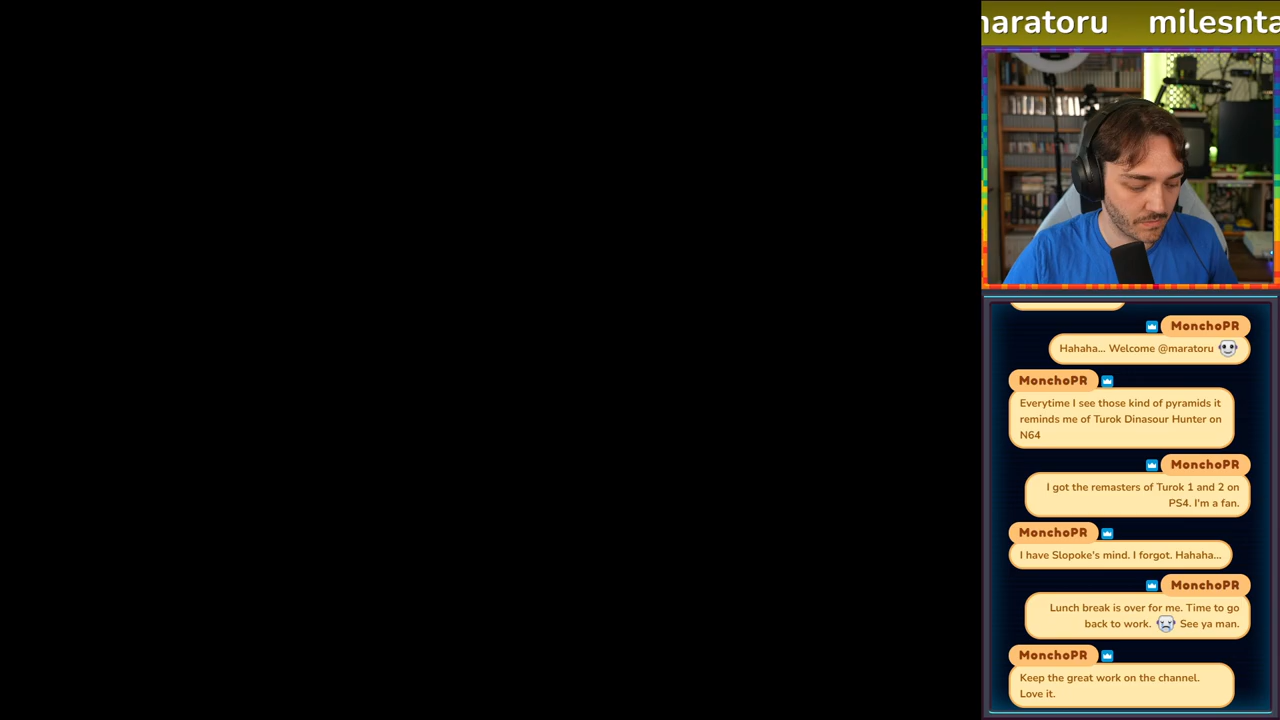 maratoru milesnta
MonchoPR
Hahaha... Welcome @maratoru
MonchoPR
Everytime I see those kind of pyramids it
reminds me of Turok Dinasour Hunter on
N64
MonchoPR
I got the remasters of Turok 1 and 2 on
PS4. I'm a fan.
MonchoPR
I have Slopoke's mind. I forgot. Hahaha...
MonchoPR
Lunch break is over for me. Time to go
back to work. See ya man.
MonchoPR
Keep the great work on the channel.
Love it.